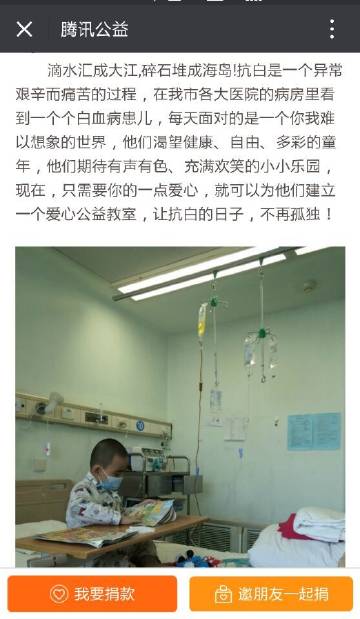 腾讯公益
滴水汇成大江,碎石堆成海岛!抗白是一个异常
艰辛而痛苦的过程，在我市各大医院的病房里看
到一个个白血病患儿，每天面对的是一个你我难
以想象的世界，他们渴望健康、自由、多彩的童
年，他们期待有声有色、充满欢笑的小小乐园，
现在，只需要你的一点爱心，就可以为他们建立
一个爱心公益教室，让抗白的日子，不再孤独！
我要捐款
邀朋友一起捐